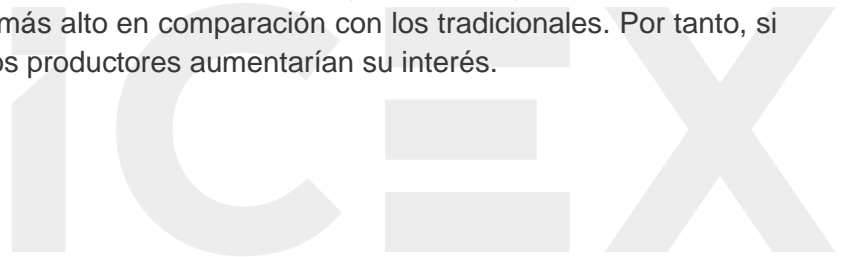 más alto en comparación con los tradicionales. Por tanto, si
os productores aumentarían su interés.
ICEX